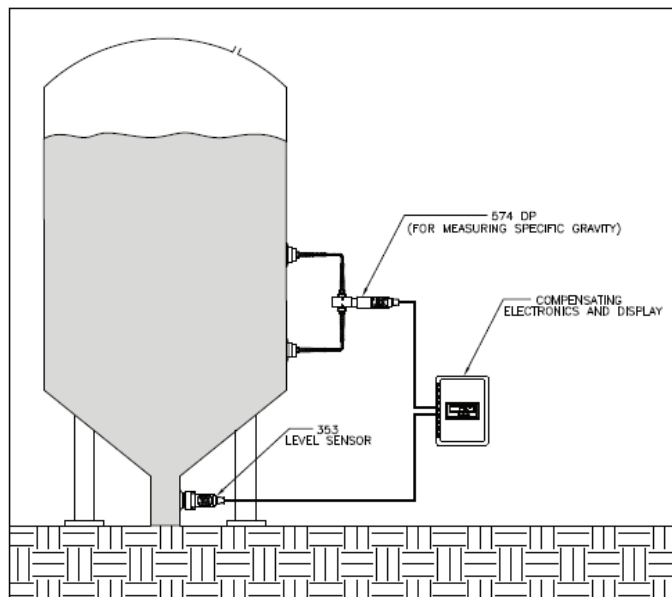 574 DP
(FOR MEASURING SPECIFIC GRAVITY)
COMPENSATING
ELECTRONICS AND DISPLAY
353
LEVEL SENSOR